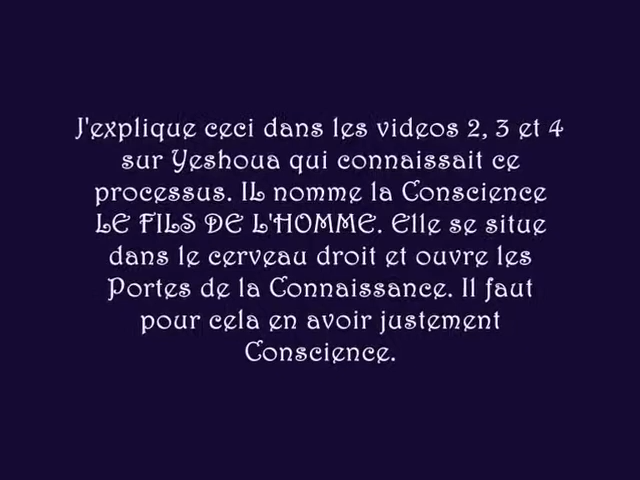 J'explique ceci dans les videos 2, 3 et 4
sur Yeshoua qui connaissait ce
processus. IL nomme la Conscience
LE FILS DE L'HOMME. Elle se situe
dans le cerveau droit et ouvre les
Portes de la Connaissance. Il faut
pour cela en avoir justement
Conscience.